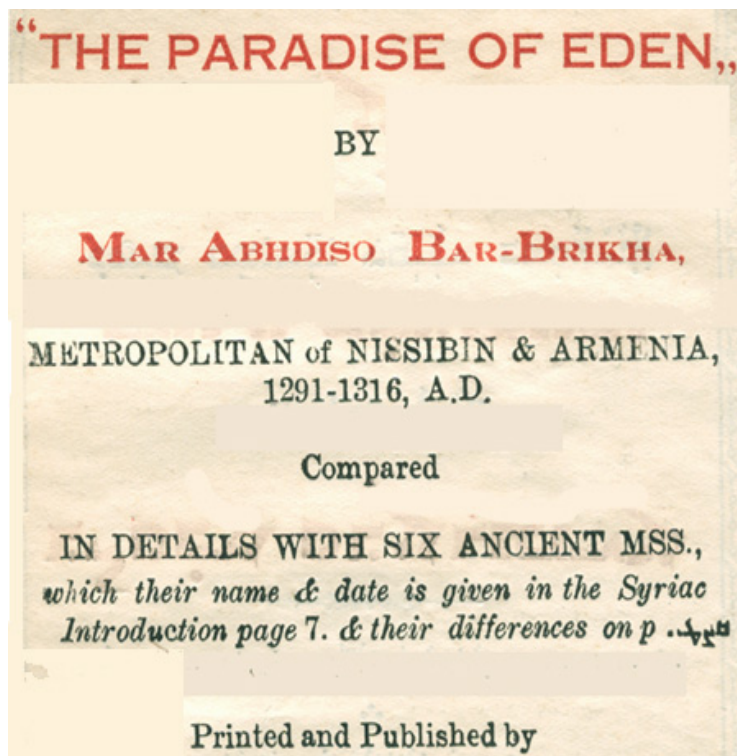 “THE PARADISE OF EDEN„
BY
MAR ABHDISO BAR-BRIKHA,
METROPOLITAN of NISSIBIN & ARMENIA,
1291-1316, A.D.
Compared
IN DETAILS WITH SIX ANCIENT MSS.,
which their name & date is given in the Syriac
Introduction page 7. & their differences on p .
Printed and Published by